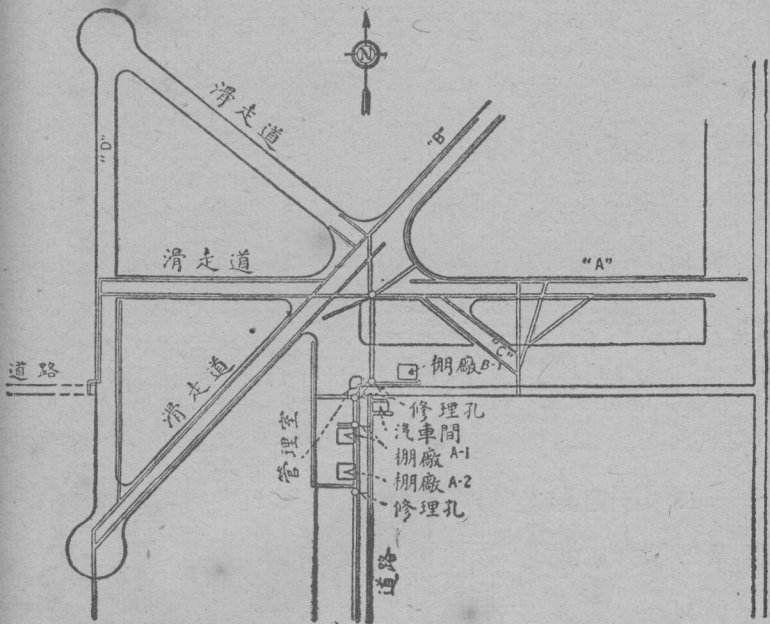 N
滑走道
"D"
"B"
滑走道
"A"
道路
滑走道
"C"
棚廠 B-1
修理孔
汽車間
管理室
棚廠 A-1
棚廠 A-2
修理孔
道路